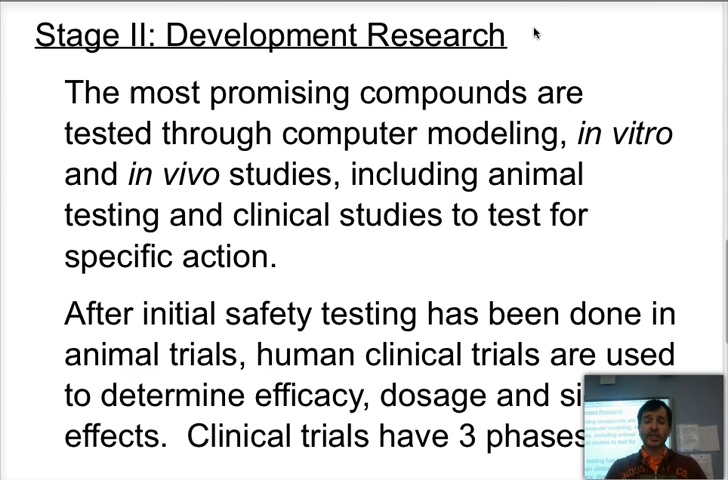 Stage II: Development Research
The most promising compounds are
tested through computer modeling, in vitro
and in vivo studies, including animal
testing and clinical studies to test for
specific action.
After initial safety testing has been done in
animal trials, human clinical trials are used
to determine efficacy, dosage and si
effects. Clinical trials have 3 phases